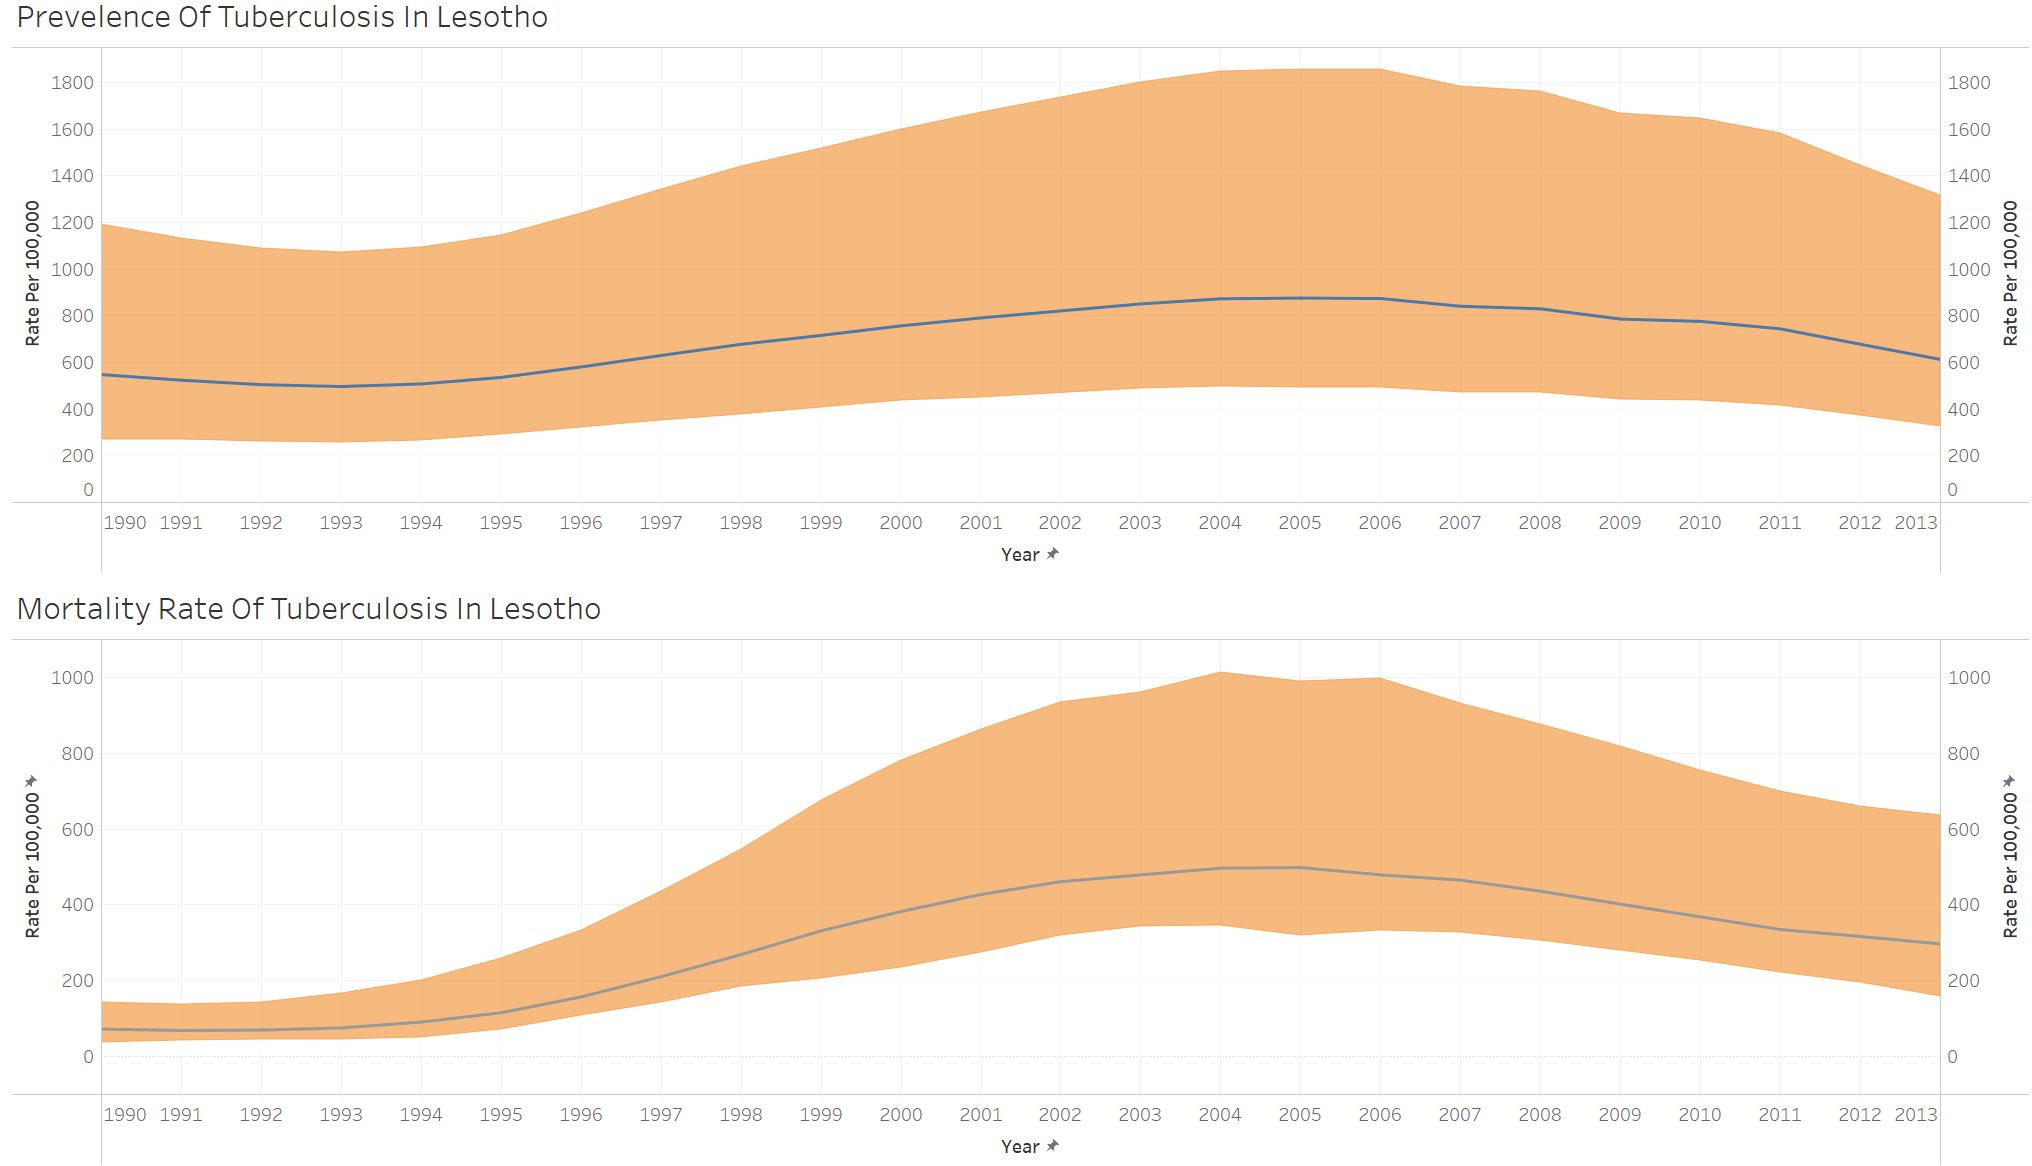 Prevelence Of Tuberculosis In Lesotho
Rate Per 100,000
1800 1800
1600 1600
1400 1400
1200 1200
1000 1000
800 800
600 600
400 400
200 200
0 0
Rate Per 100,000
1990 1991 1992 1993 1994 1995 1996 1997 1998 1999 2000 2001 2002 2003 2004 2005 2006 2007 2008 2009 2010 2011 2012 2013
Year
Mortality Rate Of Tuberculosis In Lesotho
Rate Per 100,000
1000 1000
800 800
600 600
400 400
200 200
0 0
Rate Per 100,000
1990 1991 1992 1993 1994 1995 1996 1997 1998 1999 2000 2001 2002 2003 2004 2005 2006 2007 2008 2009 2010 2011 2012 2013
Year